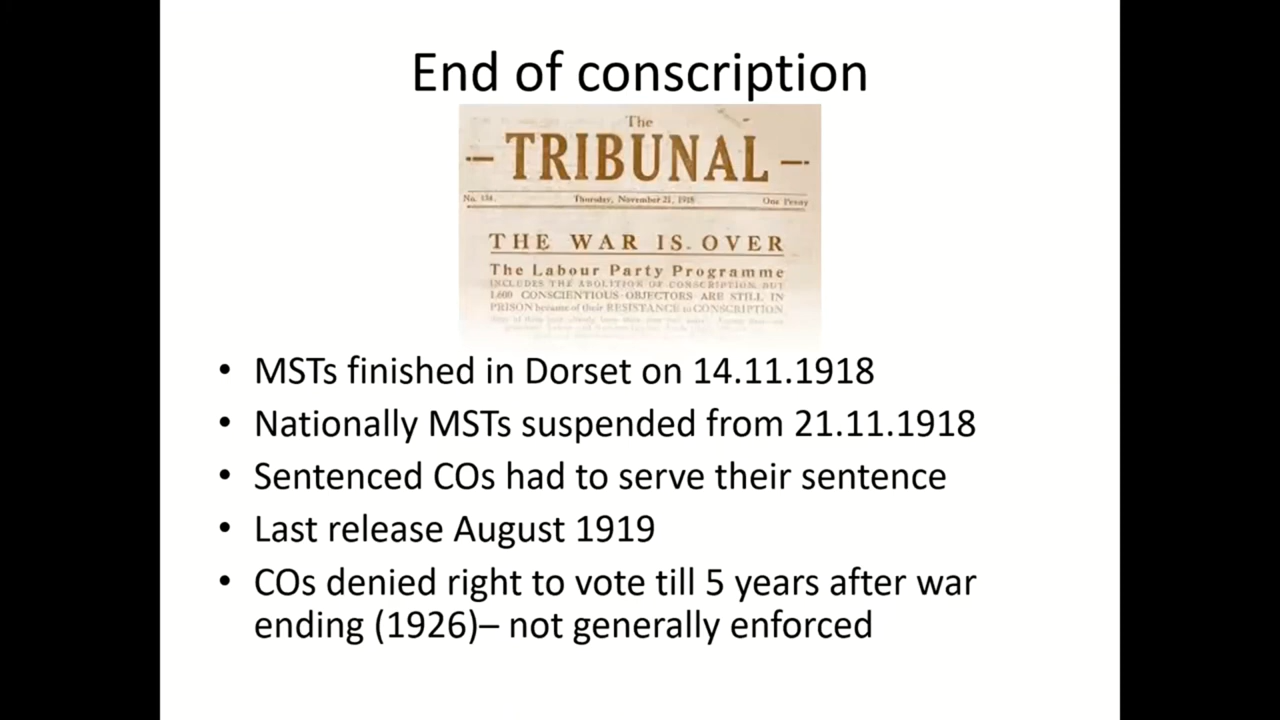 End of conscription
The
TRIBUNAL
No. 134. Thursday, November 21, 1918 One Penny
THE WAR IS OVER
The Labour Party Programme
INCLUDES THE ABOLITION OF CONSCRIPTION, BUT
1,600 CONSCIENTIOUS OBJECTORS ARE STILL IN
PRISON because of their RESISTANCE to CONSCRIPTION
• MSTs finished in Dorset on 14.11.1918
• Nationally MSTs suspended from 21.11.1918
• Sentenced COs had to serve their sentence
• Last release August 1919
• COs denied right to vote till 5 years after war
ending (1926)– not generally enforced